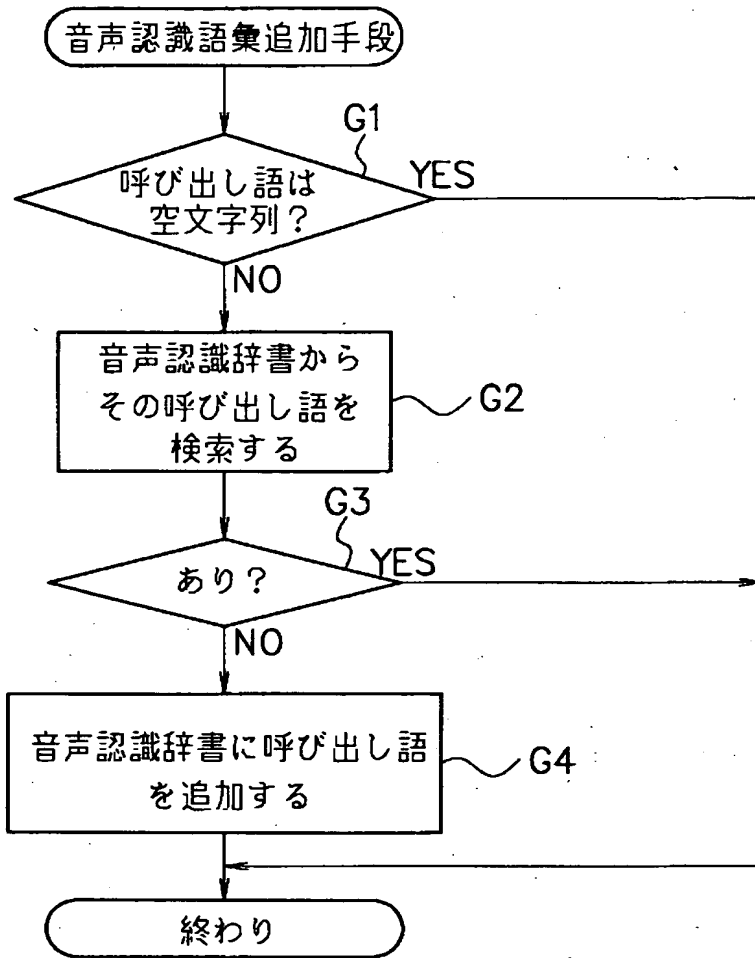 音声認識語彙追加手段
G1
呼び出し語は
空文字列？
YES
NO
音声認識辞書から
その呼び出し語を
検索する
G2
G3
あり？
YES
NO
音声認識辞書に呼び出し語
を追加する
G4
終わり